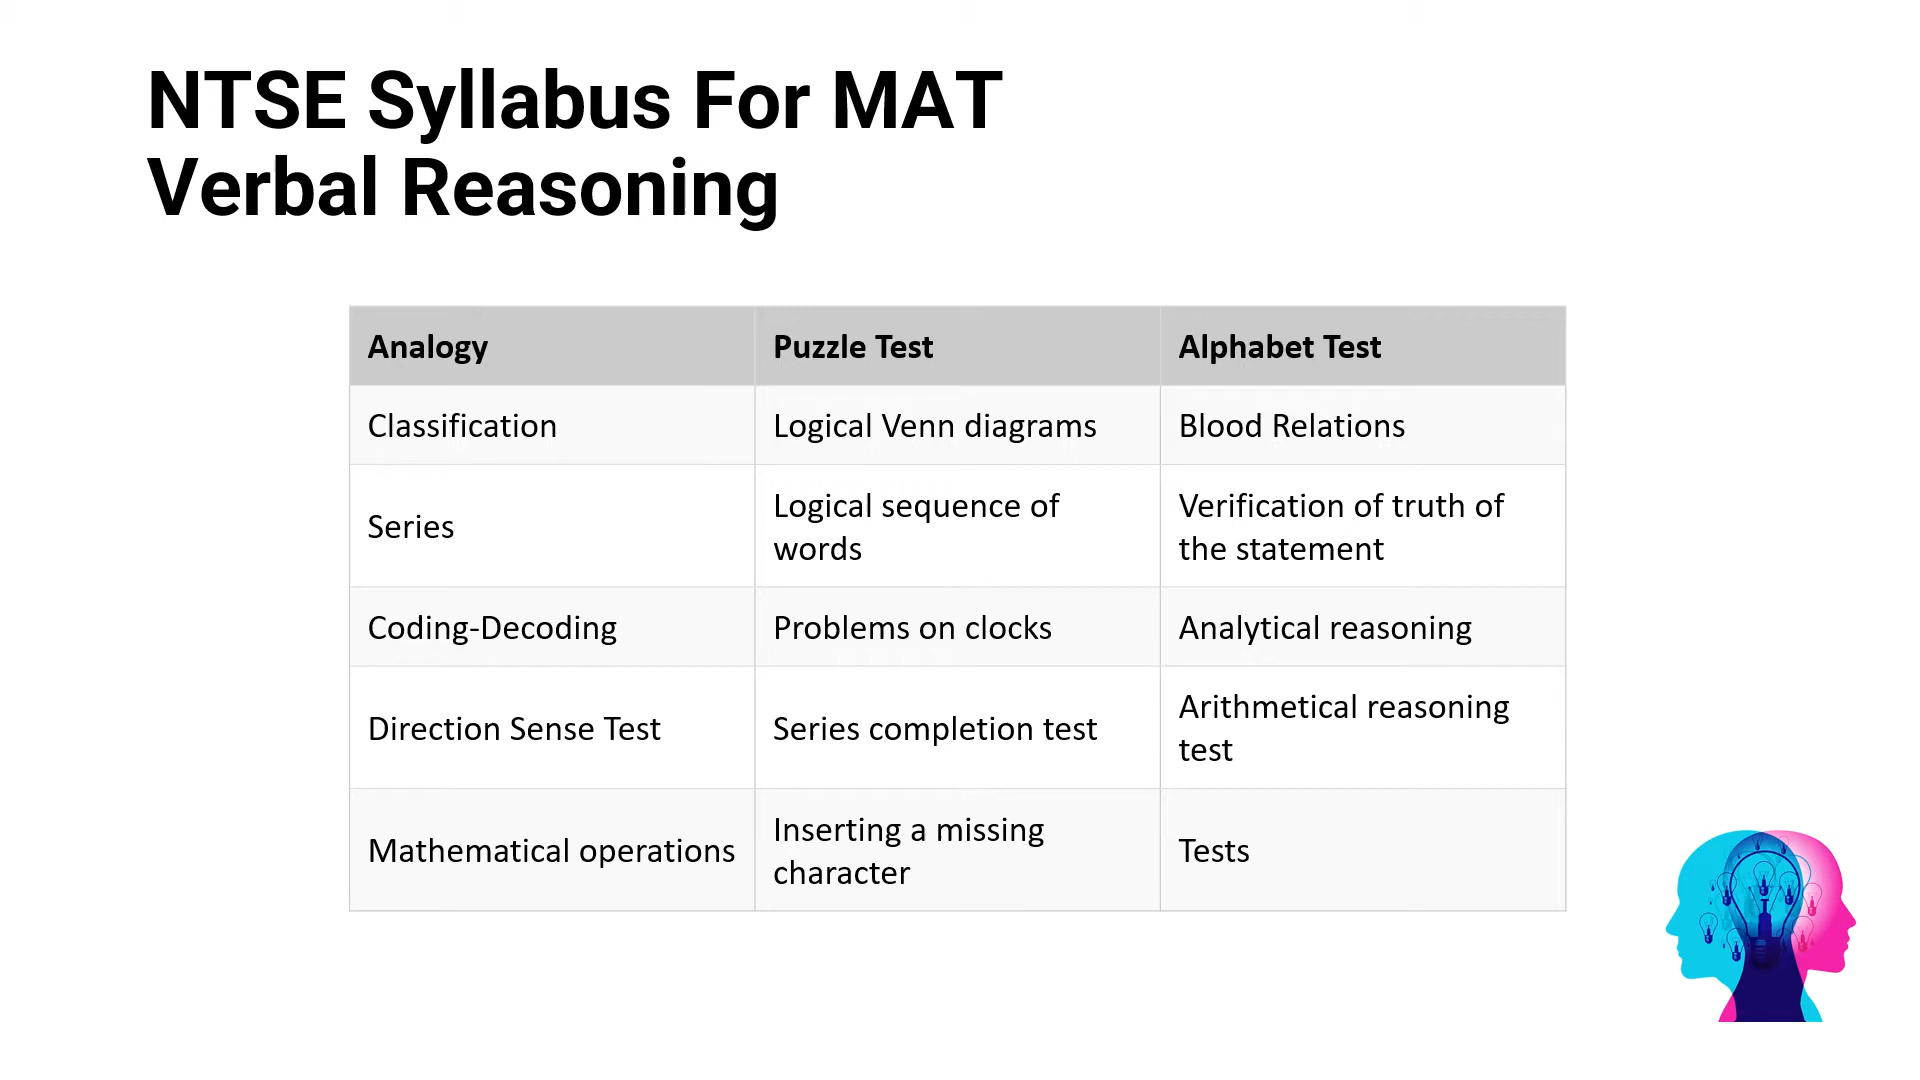 NTSE Syllabus For MAT
Verbal Reasoning
Analogy Puzzle Test Alphabet Test
Classification Logical Venn diagrams Blood Relations
Series
Logical sequence of
words
Verification of truth of
the statement
Coding-Decoding Problems on clocks Analytical reasoning
Direction Sense Test Series completion test
Arithmetical reasoning
test
Mathematical operations
Inserting a missing
character
Tests